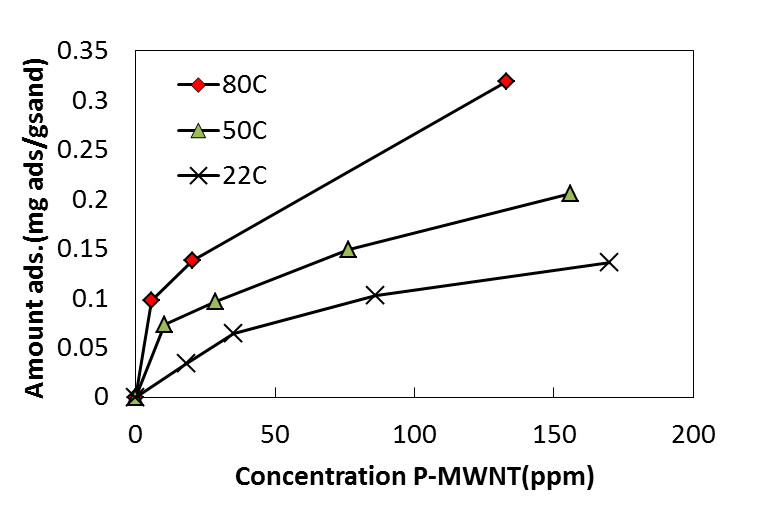 0.35
0.3
0.25
0.2
0.15
0.1
0.05
0
Amount ads.(mg ads/gsand)
80C
50C
22C
0 50 100 150 200
Concentration P-MWNT(ppm)